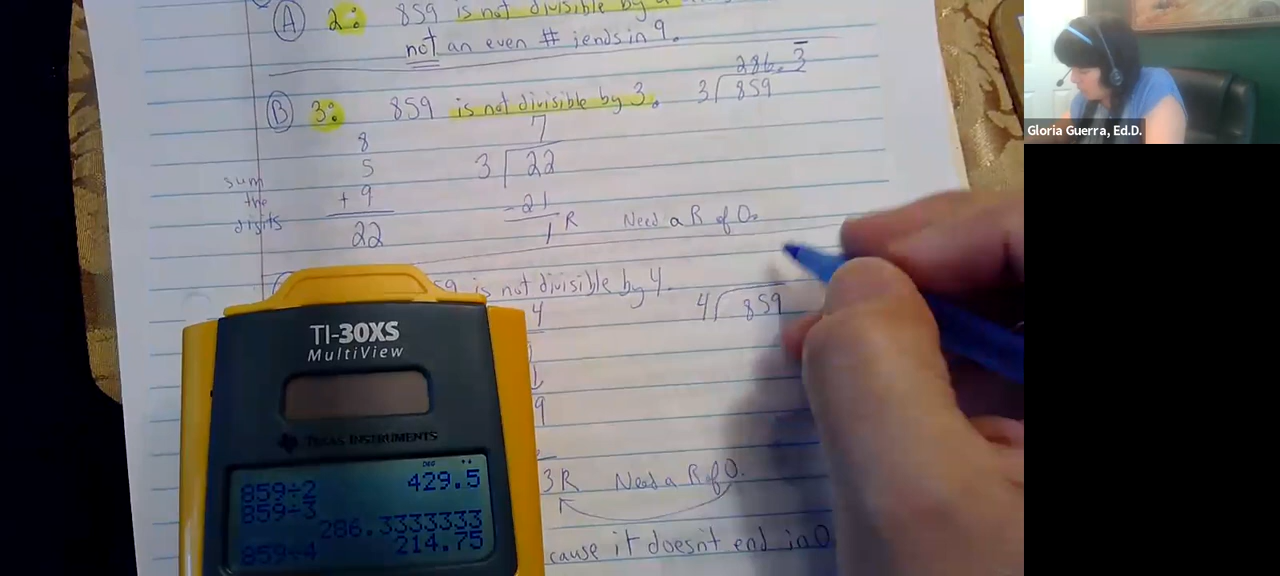 A 2: 859 is not divisible by
not an even # ; ends in 9.
286.3
B 3: 859 is not divisible by 3. 3 859
8 7
5 3 22
sum
the + 9 - 21
digits 22 1 R Need a R of 0.
59 is not divisible by 4.
4 4 859
9
3 R Need a R of 0.
cause it doesn't end in 0
TI-30XS
MultiView
TEXAS INSTRUMENTS
DEG
859÷2 429.5
859÷3
286.3333333
859÷4 214.75
Gloria Guerra, Ed.D.